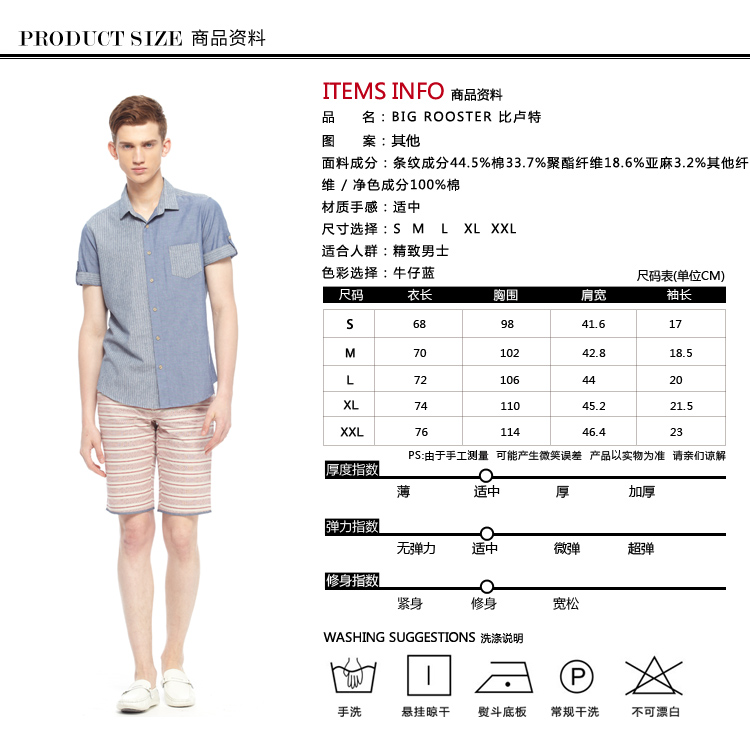 PRODUCT SIZE 商品资料
ITEMS INFO 商品资料
品 名：BIG ROOSTER 比卢特
图 案：其他
面料成分：条纹成分44.5%棉33.7%聚酯纤维18.6%亚麻3.2%其他纤
维 / 净色成分100%棉
材质手感：适中
尺寸选择：S M L XL XXL
适合人群：精致男士
色彩选择：牛仔蓝
尺码表(单位CM)
尺码 衣长 胸围 肩宽 袖长
S 68 98 41.6 17
M 70 102 42.8 18.5
L 72 106 44 20
XL 74 110 45.2 21.5
XXL 76 114 46.4 23
PS:由于手工测量 可能产生微笑误差 产品以实物为准 请亲们谅解
厚度指数
薄 适中 厚 加厚
弹力指数
无弹力 适中 微弹 超弹
修身指数
紧身 修身 宽松
WASHING SUGGESTIONS 洗涤说明
P
手洗 悬挂晾干 熨斗底板 常规干洗 不可漂白